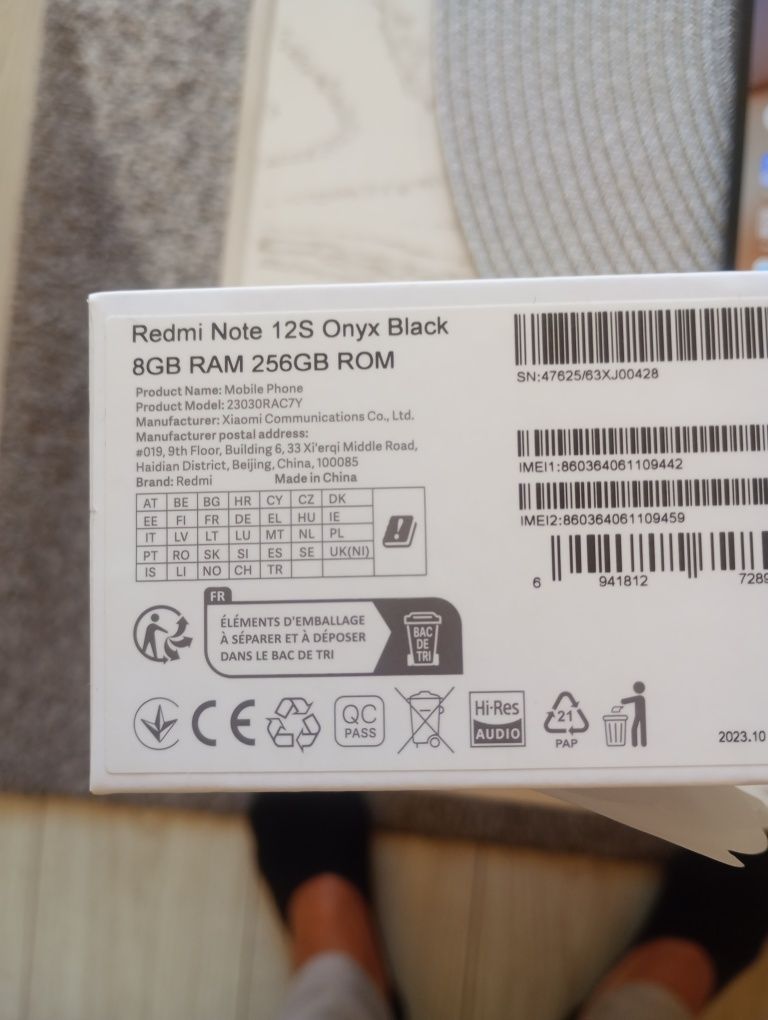 Redmi Note 12S Onyx Black
8GB RAM 256GB ROM
Product Name: Mobile Phone
Product Model: 23030RAC7Y
Manufacturer: Xiaomi Communications Co., Ltd.
Manufacturer postal address:
#019, 9th Floor, Building 6, 33 Xi'erqi Middle Road,
Haidian District, Beijing, China, 100085
Brand: Redmi Made in China
AT BE BG HR CY CZ DK
EE FI FR DE EL HU IE
IT LV LT LU MT NL PL
PT RO SK SI ES SE UK(NI)
IS LI NO CH TR
SN:47625/63XJ00428
IMEI1:860364061109442
IMEI2:860364061109459
6 941812 7289
FR
ÉLÉMENTS D'EMBALLAGE
À SÉPARER ET À DÉPOSER
DANS LE BAC DE TRI
BAC
DE
TRI
CE
QC
PASS
Hi-Res
AUDIO
21
PAP
2023.10